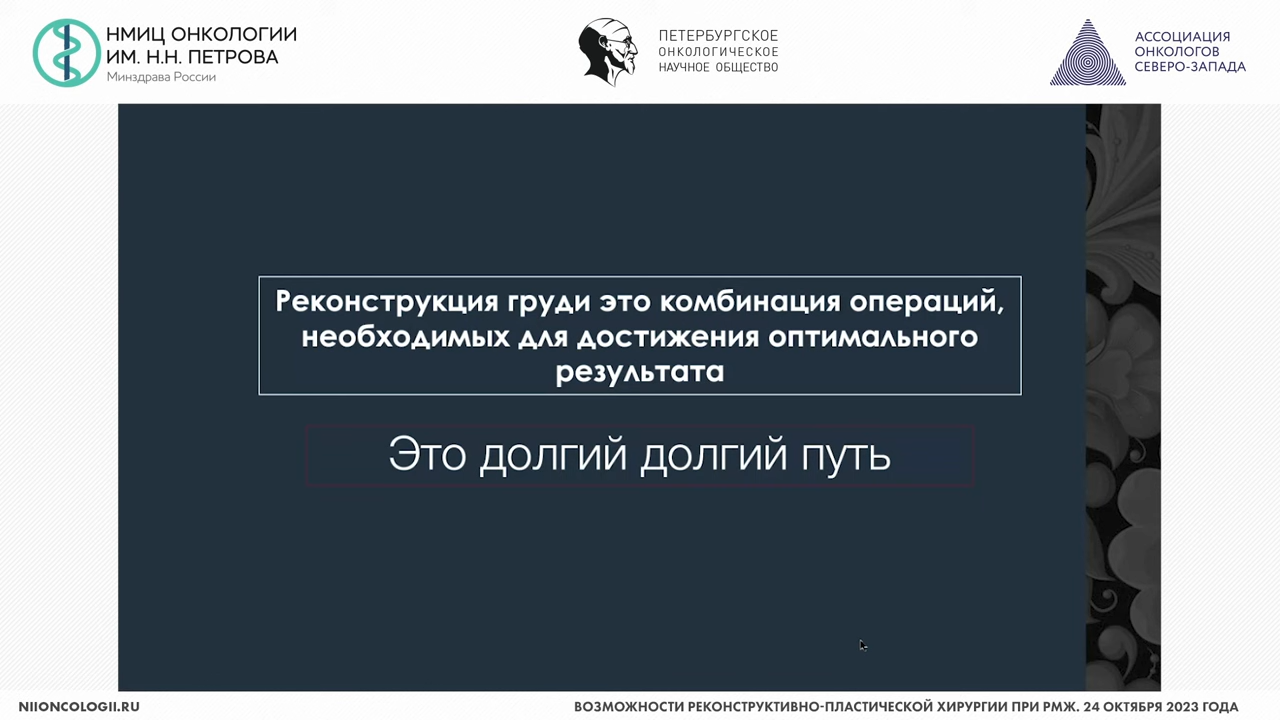 НМИЦ ОНКОЛОГИИ
ИМ. Н.Н. ПЕТРОВА
Минздрава России
ПЕТЕРБУРГСКОЕ
ОНКОЛОГИЧЕСКОЕ
НАУЧНОЕ ОБЩЕСТВО
АССОЦИАЦИЯ
ОНКОЛОГОВ
СЕВЕРО-ЗАПАДА
Реконструкция груди это комбинация операций,
необходимых для достижения оптимального
результата
Это долгий долгий путь
NIIONCOLOGII.RU
ВОЗМОЖНОСТИ РЕКОНСТРУКТИВНО-ПЛАСТИЧЕСКОЙ ХИРУРГИИ ПРИ РМЖ. 24 ОКТЯБРЯ 2023 ГОДА